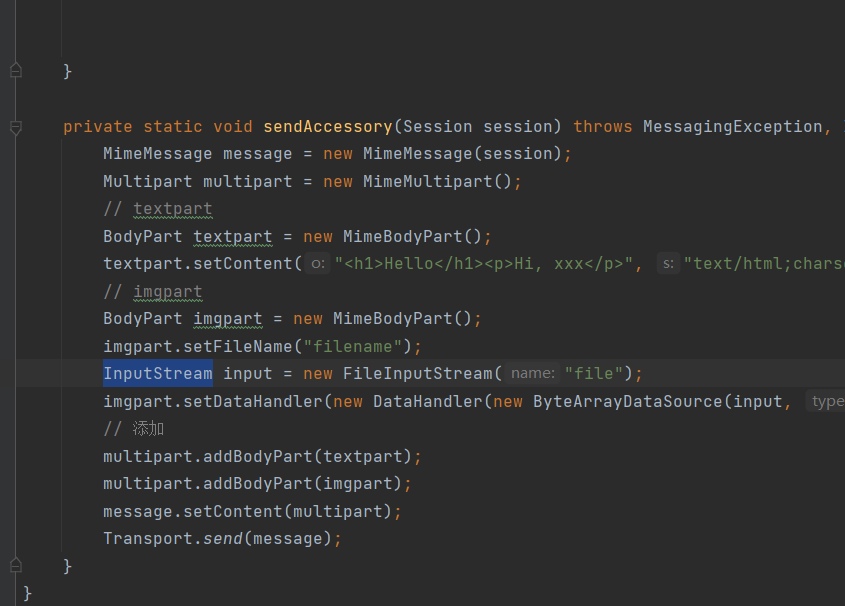 }
private static void sendAccessory(Session session) throws MessagingException,
MimeMessage message = new MimeMessage(session);
Multipart multipart = new MimeMultipart();
// textpart
BodyPart textpart = new MimeBodyPart();
textpart.setContent( o: "<h1>Hello</h1><p>Hi, xxx</p>", s: "text/html;chars
// imgpart
BodyPart imgpart = new MimeBodyPart();
imgpart.setFileName("filename");
InputStream input = new FileInputStream( name: "file");
imgpart.setDataHandler(new DataHandler(new ByteArrayDataSource(input, type
// 添加
multipart.addBodyPart(textpart);
multipart.addBodyPart(imgpart);
message.setContent(multipart);
Transport.send(message);
}
}